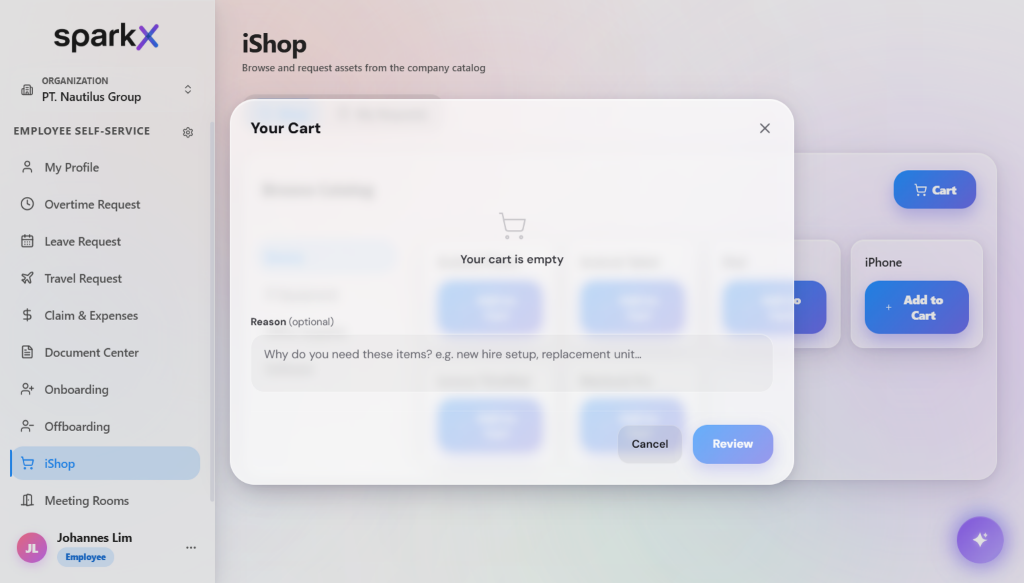 sparkX
ORGANIZATION
PT. Nautilus Group
EMPLOYEE SELF-SERVICE
My Profile
Overtime Request
Leave Request
Travel Request
Claim & Expenses
Document Center
Onboarding
Offboarding
iShop
Meeting Rooms
JL
Johannes Lim
Employee
iShop
Browse and request assets from the company catalog
Cart
iPhone
+ Add to
Cart
Your Cart
Your cart is empty
Reason (optional)
Why do you need these items? e.g. new hire setup, replacement unit...
Cancel
Review